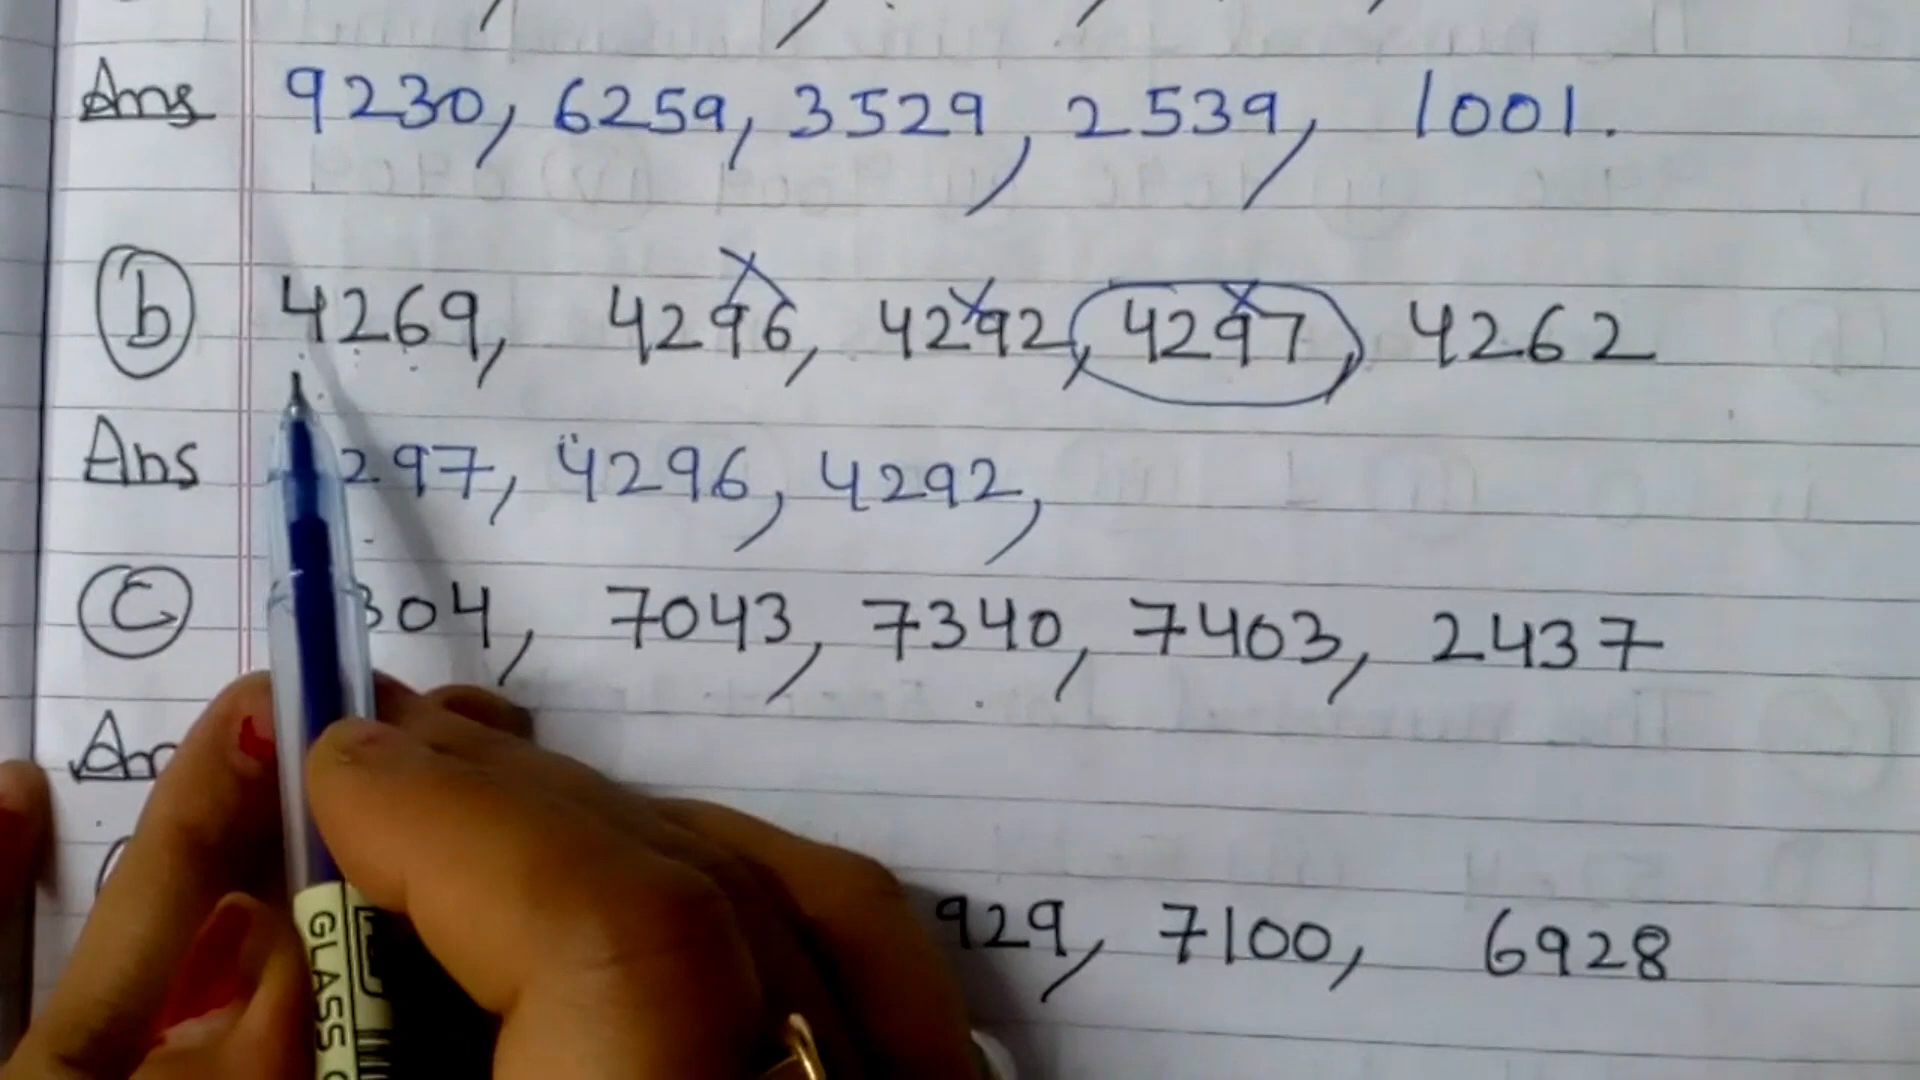 Ans 9230, 6259, 3529, 2539, 1001.
b 4269, 4296, 4292, 4297, 4262
Ans 297, 4296, 4292,
C 304, 7043, 7340, 7403, 2437
An
929, 7100, 6928
GLASS